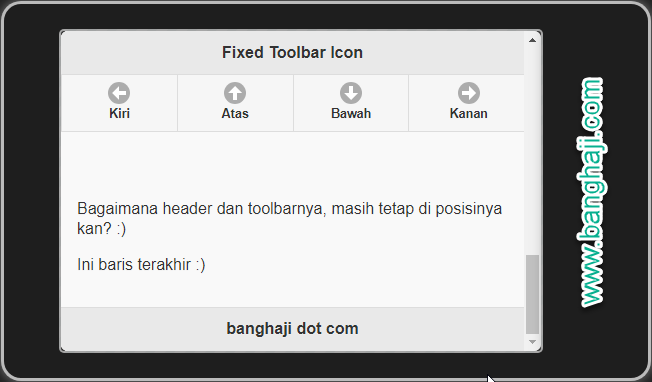 Fixed Toolbar Icon
Kiri
Atas
Bawah
Kanan
Bagaimana header dan toolbarnya, masih tetap di posisinya
kan? :)
Ini baris terakhir :)
banghaji dot com
www.banghaji.com